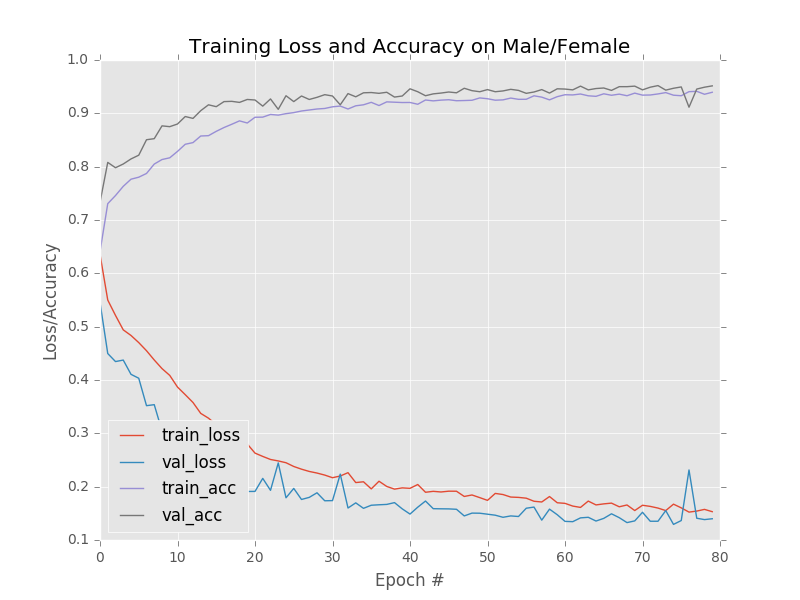 Training Loss and Accuracy on Male/Female
1.0
0.9
0.8
0.7
0.6
0.5
0.4
0.3
0.2
0.1
Loss/Accuracy
train_loss
val_loss
train_acc
val_acc
0 10 20 30 40 50 60 70 80
Epoch #